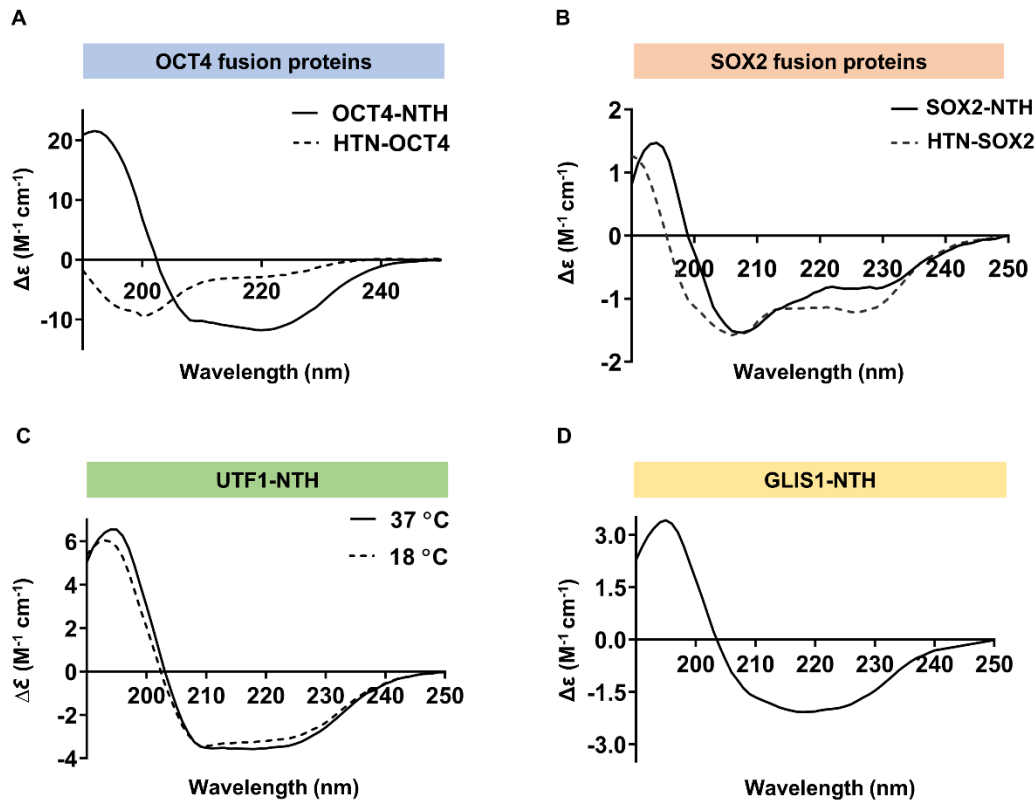 A
OCT4 fusion proteins
OCT4-NTH
HTN-OCT4
20
10
0
-10
200
220
240
Δε (M⁻¹ cm⁻¹)
Wavelength (nm)
B
SOX2 fusion proteins
SOX2-NTH
HTN-SOX2
2
1
0
-1
-2
200
210
220
230
240
250
Δε (M⁻¹ cm⁻¹)
Wavelength (nm)
C
UTF1-NTH
37 °C
18 °C
6
4
2
0
-2
-4
200
210
220
230
240
250
Δε (M⁻¹ cm⁻¹)
Wavelength (nm)
D
GLIS1-NTH
3.0
1.5
0.0
-1.5
-3.0
200
210
220
230
240
250
Δε (M⁻¹ cm⁻¹)
Wavelength (nm)